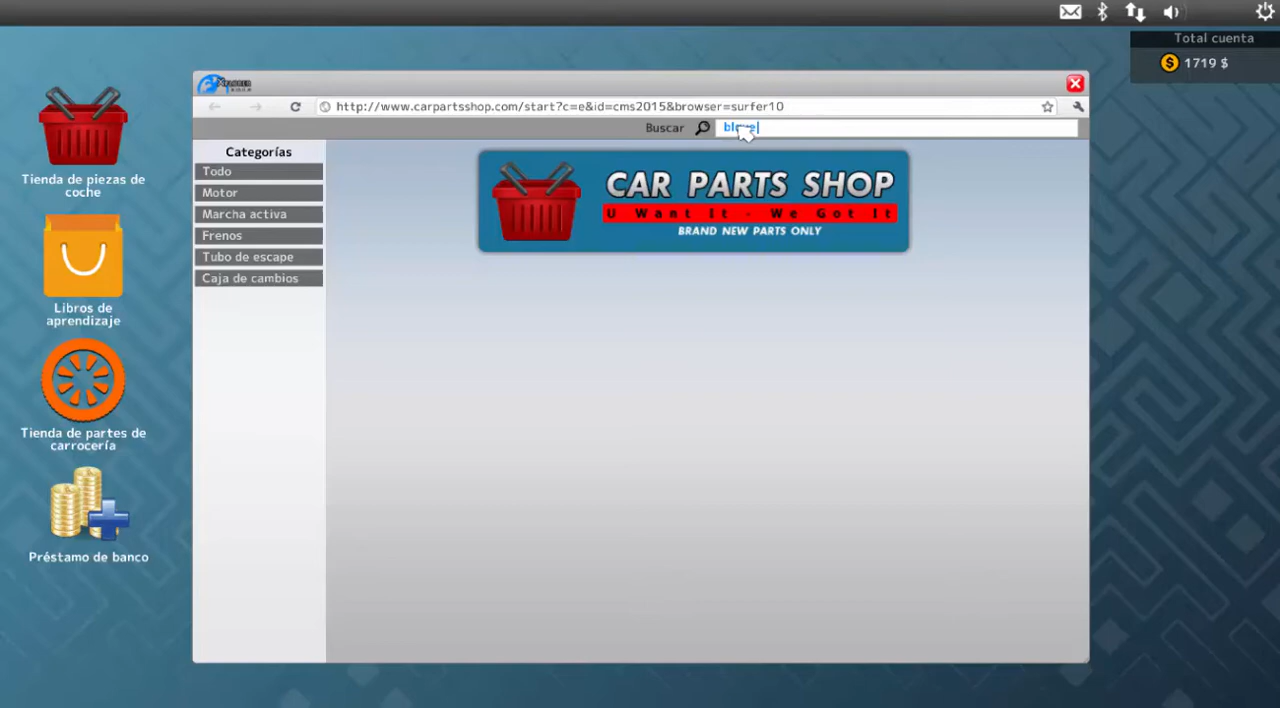 Total cuenta
1719 $
Tienda de piezas de
coche
Libros de
aprendizaje
Tienda de partes de
carrocería
Préstamo de banco
http://www.carpartsshop.com/start?c=e&id=cms2015&browser=surfer10
Buscar
Categorías
Todo
Motor
Marcha activa
Frenos
Tubo de escape
Caja de cambios
CAR PARTS SHOP
U Want It - We Got It
BRAND NEW PARTS ONLY